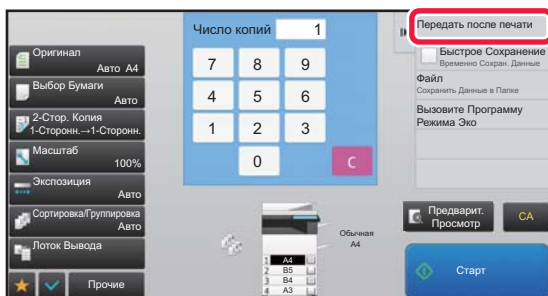 Оригинал
Авто A4
Выбор Бумаги
Авто
2-Стор. Копия
1-Сторонн.→1-Сторонн.
Масштаб
100%
Экспозиция
Авто
Сортировка/Группировка
Авто
Лоток Вывода
Прочие
Число копий 1
7 8 9
4 5 6
1 2 3
0 C
Обычная
A4
1 A4
2 B5
3 B4
4 A3
Передать после печати
Быстрое Сохранение
Временно Сохран. Данные
Файл
Сохранить Данные в Папке
Вызовите Программу
Режима Эко
Предварит.
Просмотр
CA
Старт